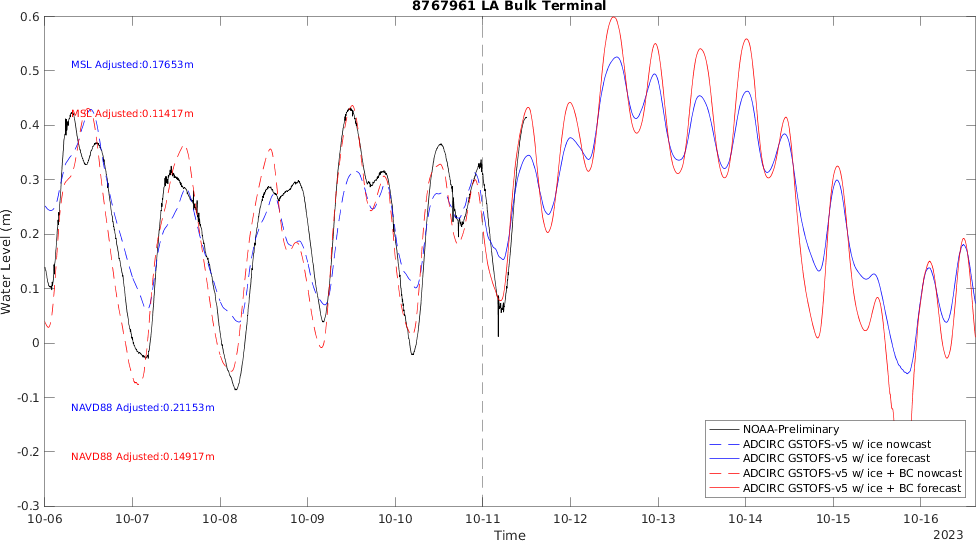 8767961 LA Bulk Terminal
0.6
0.5
0.4
0.3
0.2
0.1
0
-0.1
-0.2
-0.3
Water Level (m)
MSL Adjusted:0.17653m
MSL Adjusted:0.11417m
NAVD88 Adjusted:0.21153m
NAVD88 Adjusted:0.14917m
NOAA-Preliminary
ADCIRC GSTOFS-v5 w/ ice nowcast
ADCIRC GSTOFS-v5 w/ ice forecast
ADCIRC GSTOFS-v5 w/ ice + BC nowcast
ADCIRC GSTOFS-v5 w/ ice + BC forecast
10-06 10-07 10-08 10-09 10-10 10-11 10-12 10-13 10-14 10-15 10-16
Time
2023